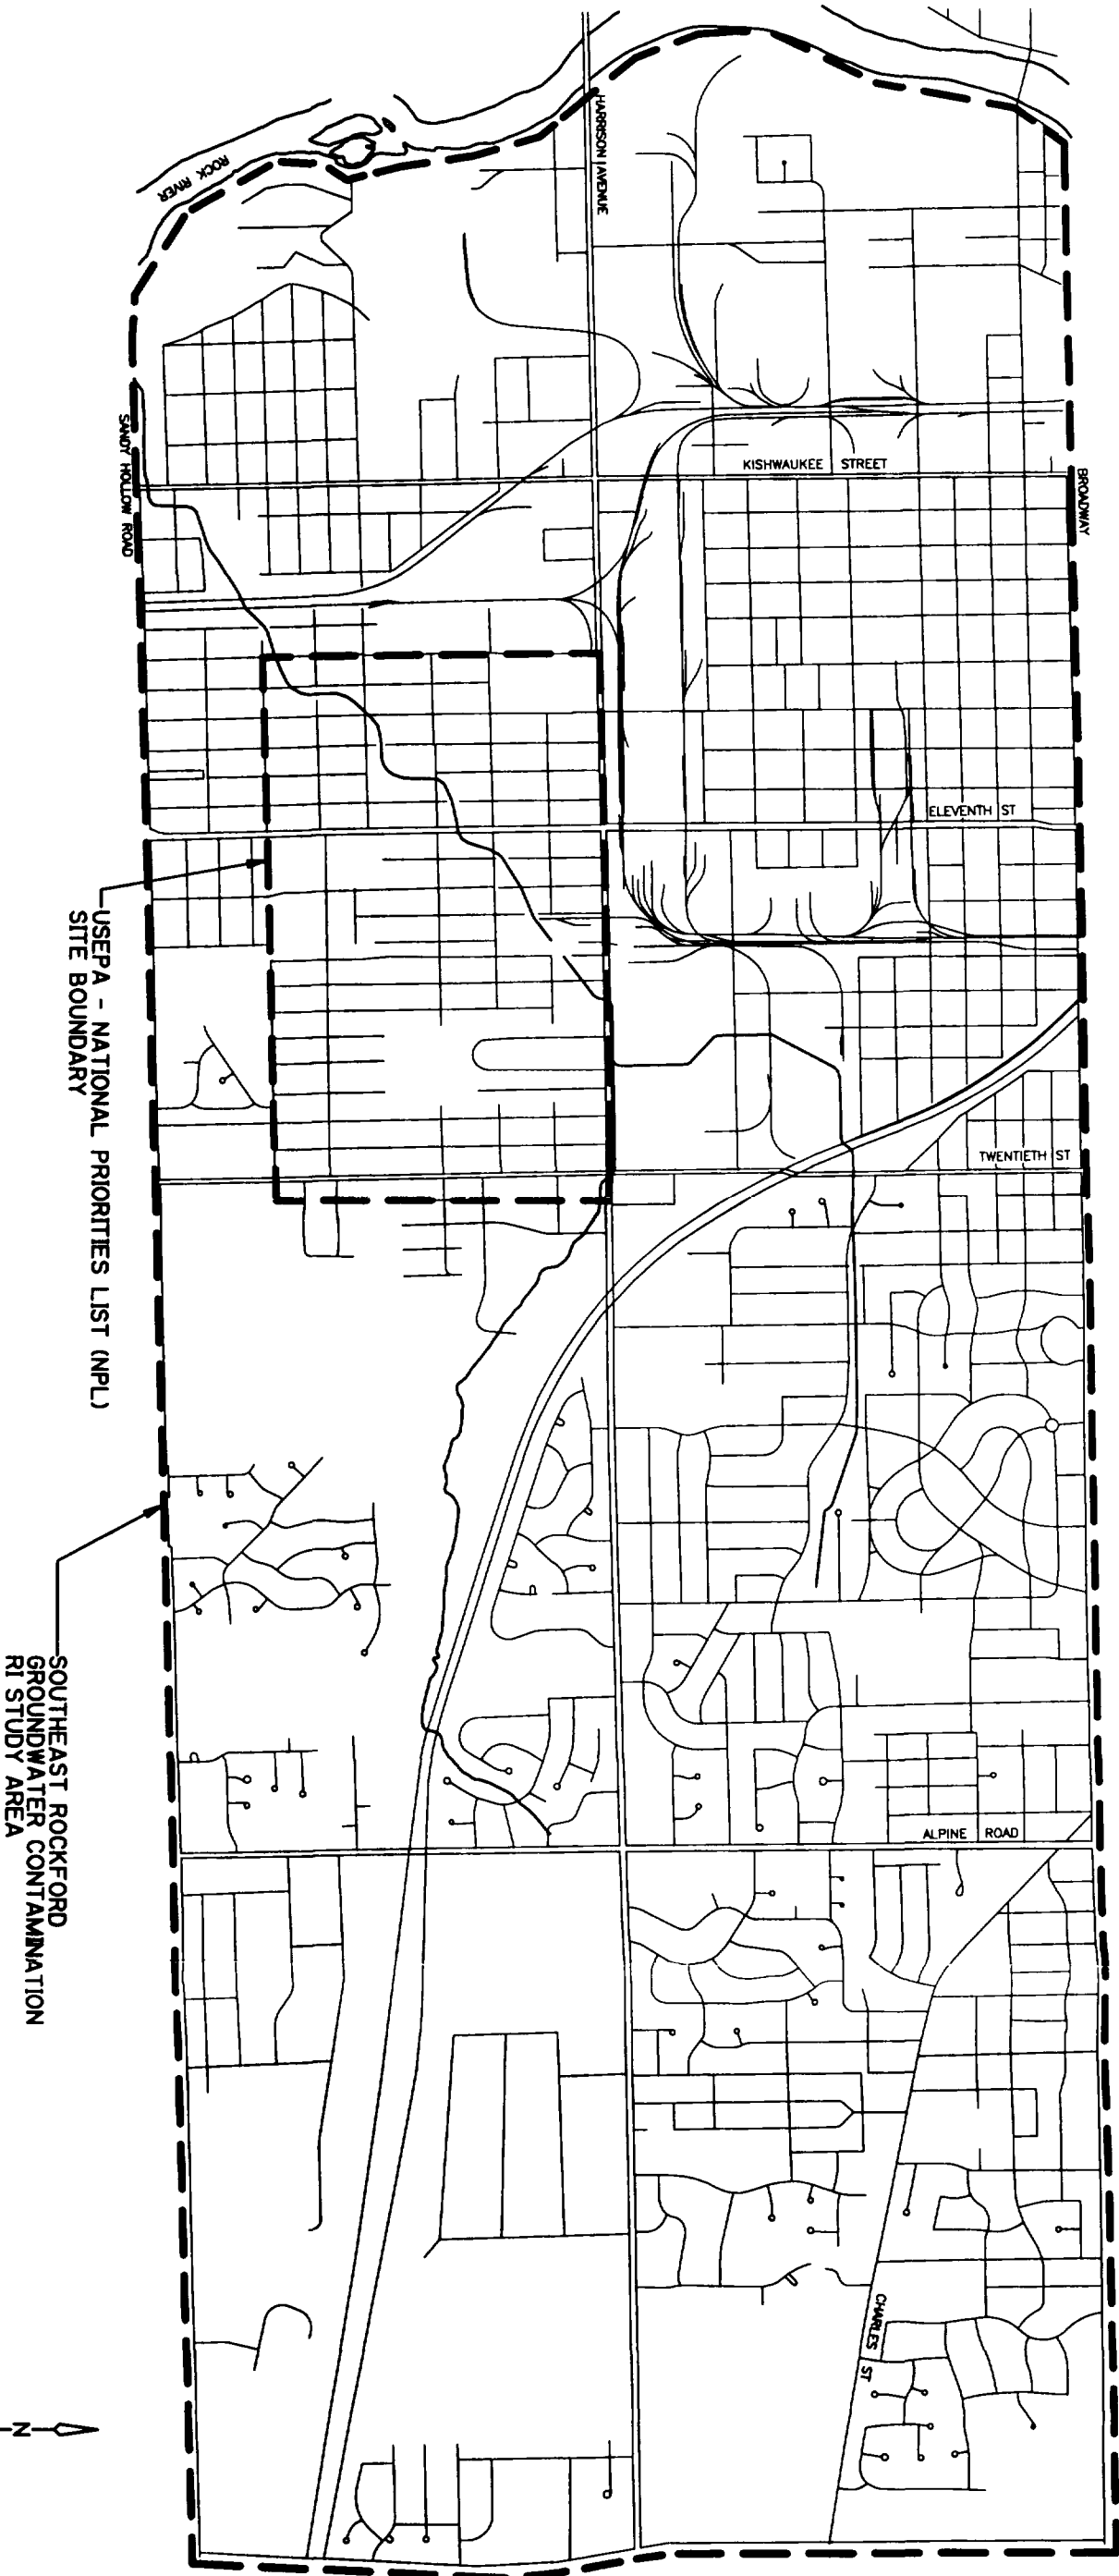 BROADWAY
HARRISON AVENUE
ROCK RIVER
KISHWAUKEE STREET
SANDY HOLLOW ROAD
ELEVENTH ST
TWENTIETH ST
ALPINE ROAD
CHARLES ST
USEPA - NATIONAL PRIORITIES LIST (NPL)
SITE BOUNDARY
SOUTHEAST ROCKFORD
GROUNDWATER CONTAMINATION
RI STUDY AREA
N